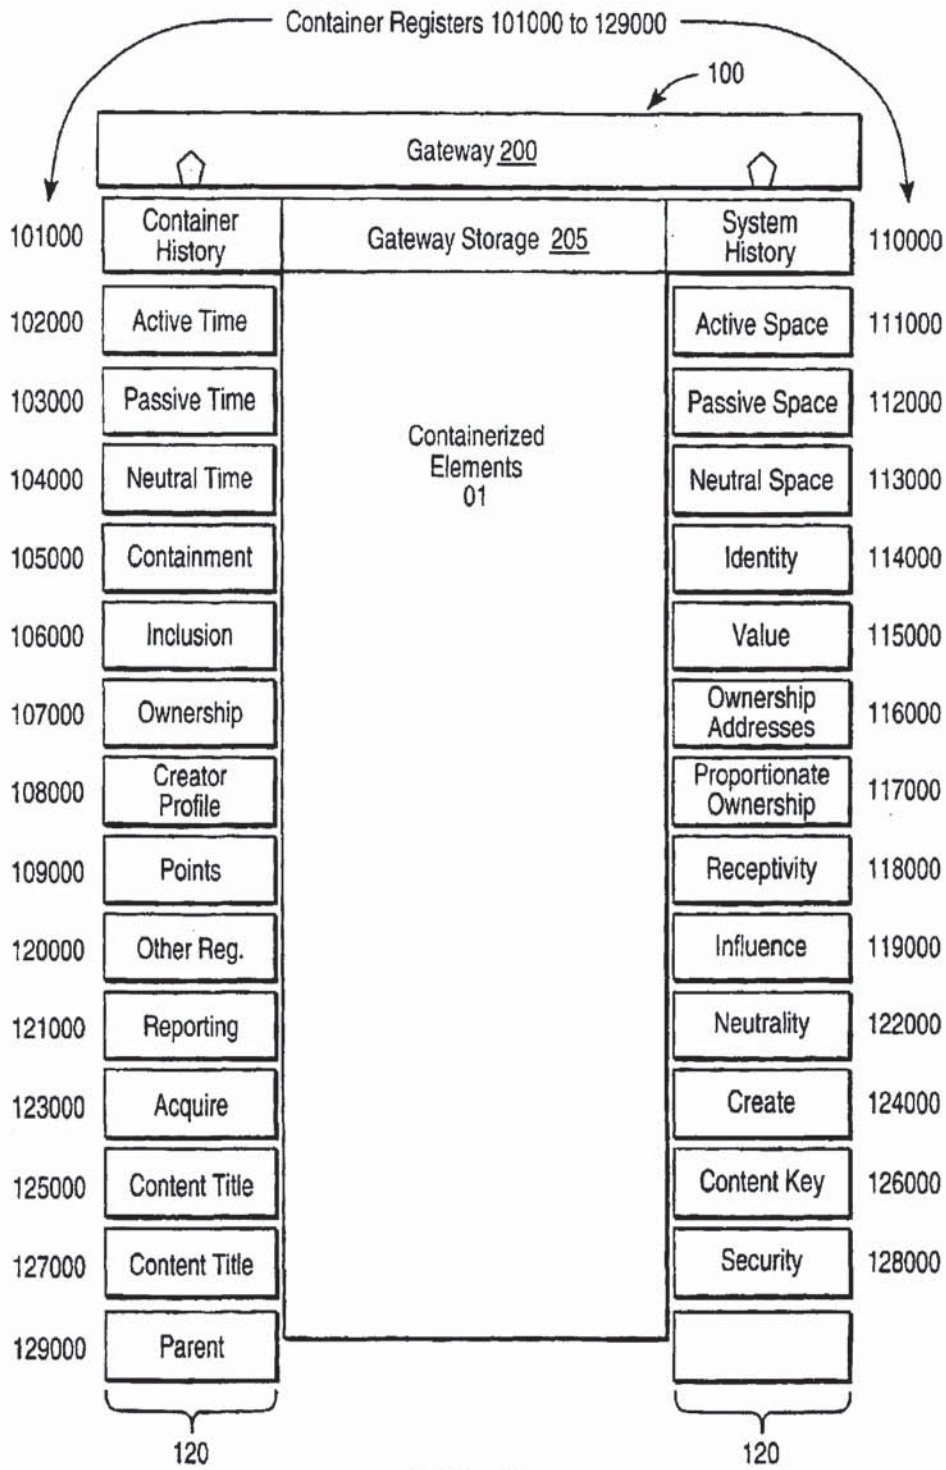 Container Registers 101000 to 129000
100
Gateway 200
101000
Container
History
Gateway Storage 205
System
History
110000
102000
Active Time
Active Space
111000
103000
Passive Time
Passive Space
112000
Containerized
Elements
01
104000
Neutral Time
Neutral Space
113000
105000
Containment
Identity
114000
106000
Inclusion
Value
115000
107000
Ownership
Ownership
Addresses
116000
108000
Creator
Profile
Proportionate
Ownership
117000
109000
Points
Receptivity
118000
120000
Other Reg.
Influence
119000
121000
Reporting
Neutrality
122000
123000
Acquire
Create
124000
125000
Content Title
Content Key
126000
127000
Content Title
Security
128000
129000
Parent
120
120